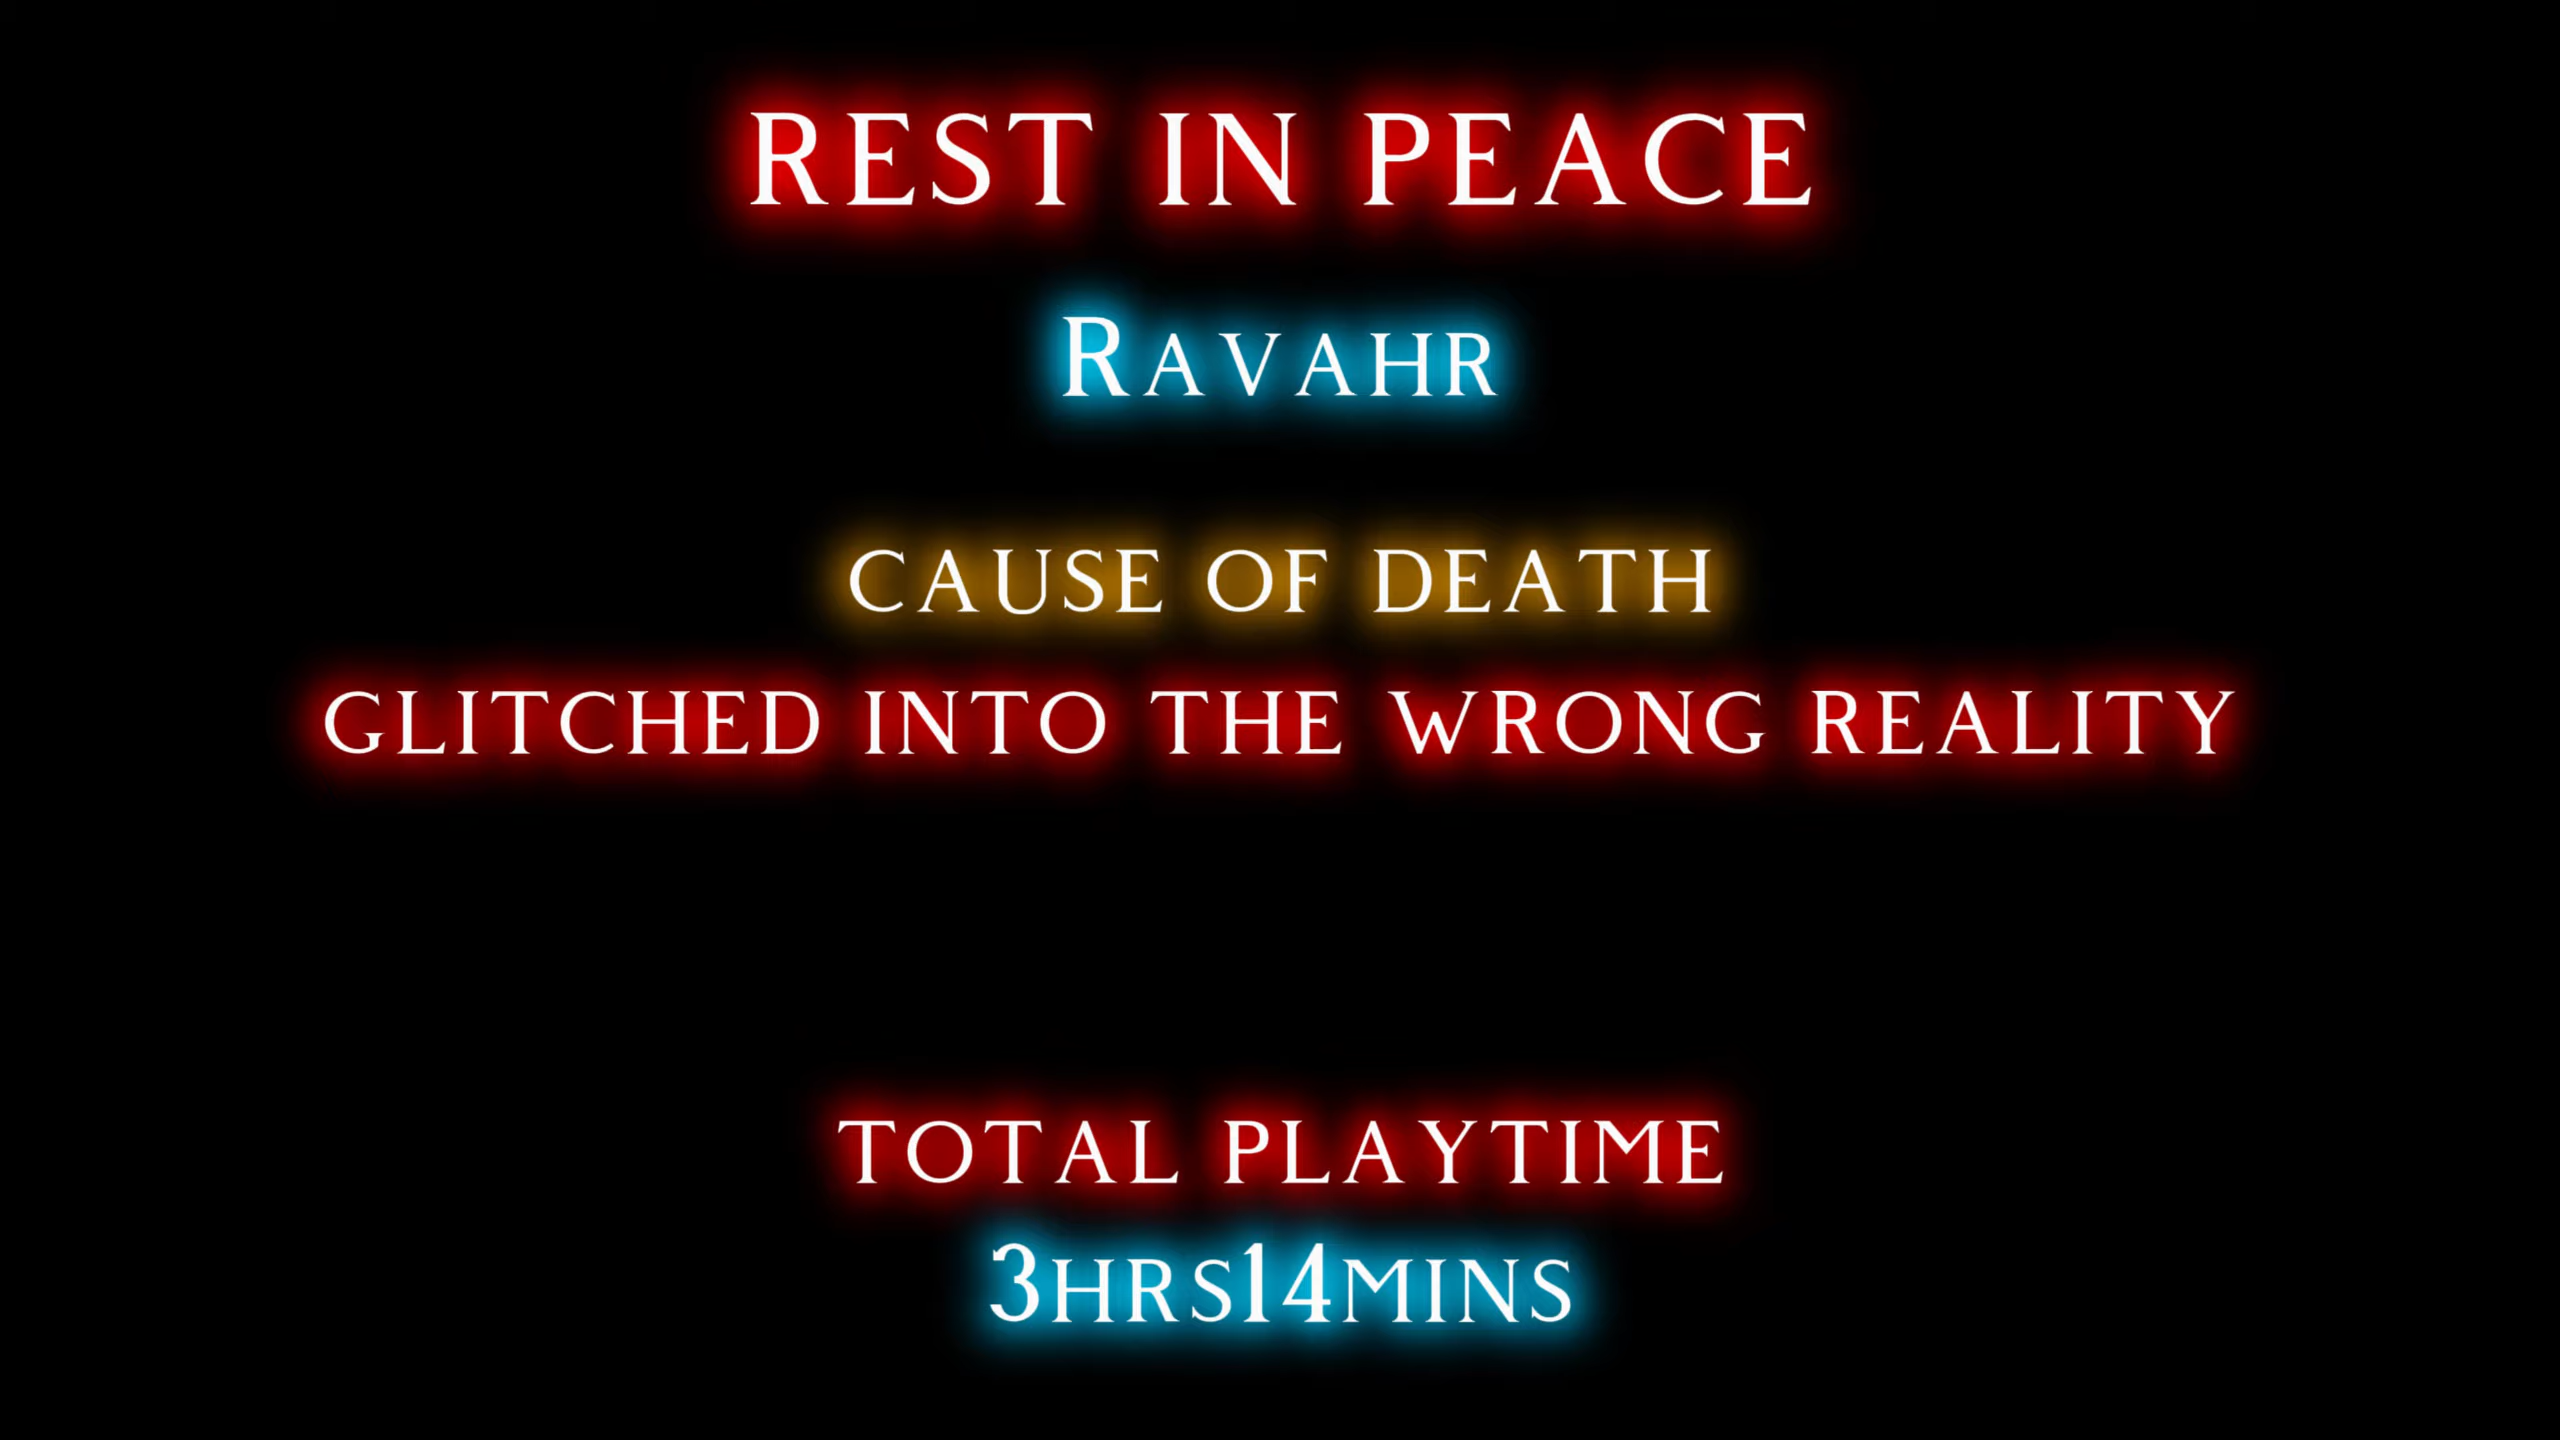 REST IN PEACE
RAVAHR
CAUSE OF DEATH
GLITCHED INTO THE WRONG REALITY
TOTAL PLAYTIME
3HRS14MINS